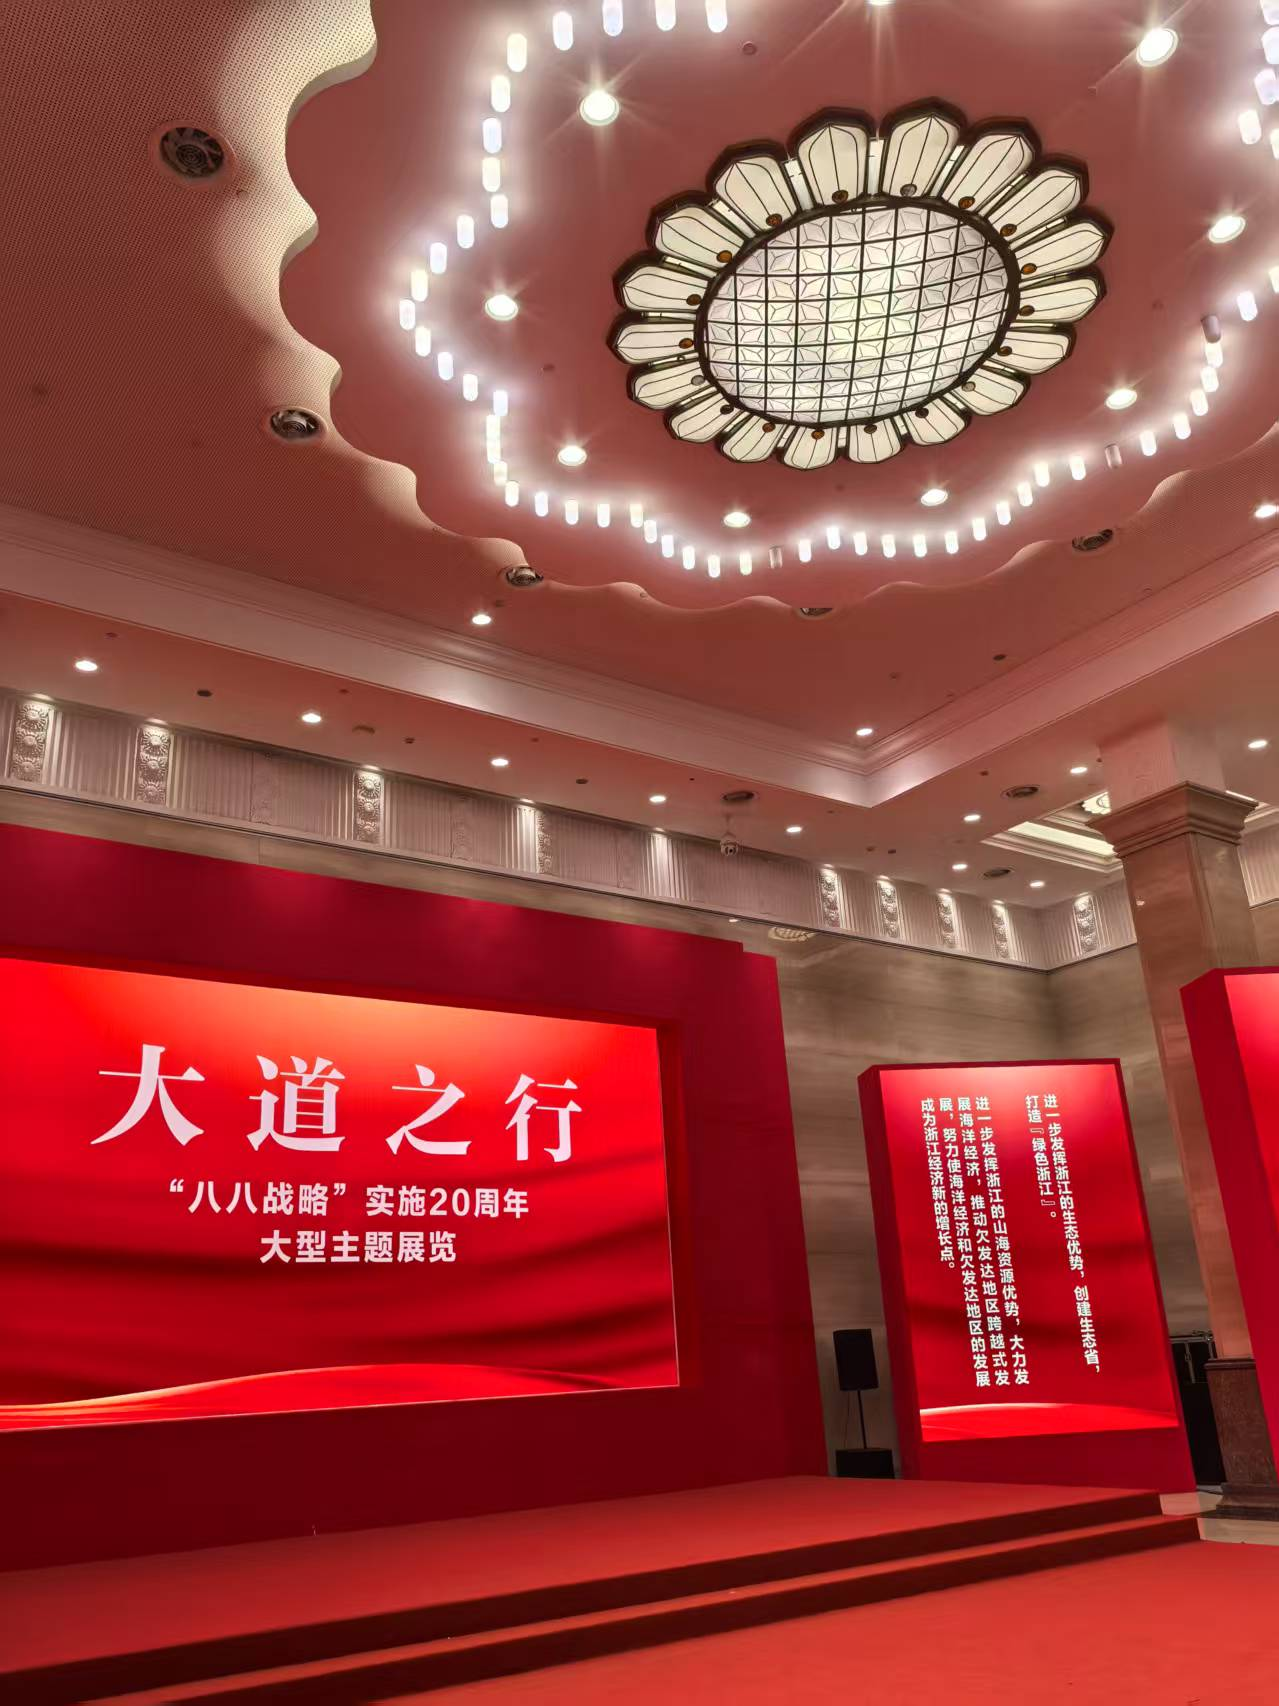 大道之行
“八八战略”实施20周年
大型主题展览
进一步发挥浙江的生态优势，创建生态省，
打造『绿色浙江』。
进一步发挥浙江的山海资源优势，大力发
展海洋经济，推动欠发达地区跨越式发
展，努力使海洋经济和欠发达地区的发展
成为浙江经济新的增长点。